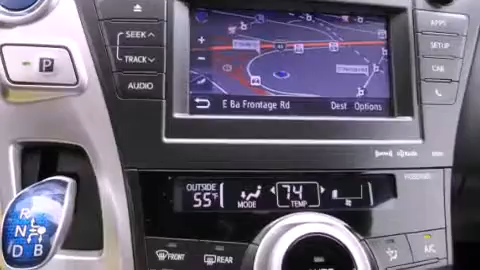 SEEK
TRACK
AUDIO
P
APPS
SETUP
CAR
E Ba Frontage Rd
Dest
Options
OUTSIDE
55°F
MODE
74
TEMP
FRONT
REAR
A/C
R
N
D
B